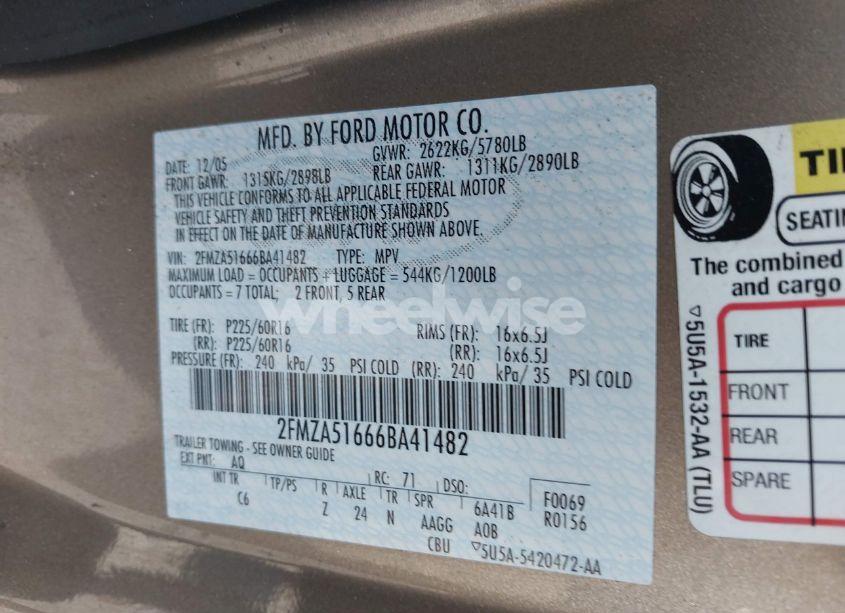 MFD. BY FORD MOTOR CO.
DATE: 12/05 GVWR: 2622KG/5780LB
FRONT GAWR: 1315KG/2898LB REAR GAWR: 1311KG/2890LB
THIS VEHICLE CONFORMS TO ALL APPLICABLE FEDERAL MOTOR
VEHICLE SAFETY AND THEFT PREVENTION STANDARDS
IN EFFECT ON THE DATE OF MANUFACTURE SHOWN ABOVE.
VIN: 2FMZA51666BA41482 TYPE: MPV
MAXIMUM LOAD = OCCUPANTS + LUGGAGE = 544KG/1200LB
OCCUPANTS = 7 TOTAL; 2 FRONT, 5 REAR
wheelwise
TIRE (FR): P225/60R16 RIMS (FR): 16x6.5J
(RR): P225/60R16 (RR): 16x6.5J
PRESSURE (FR): 240 kPa/ 35 PSI COLD (RR): 240 kPa/ 35 PSI COLD
2FMZA51666BA41482
TRAILER TOWING - SEE OWNER GUIDE
EXT PNT: AQ RC: 71 DSO: F0069
INT TR TP/PS R AXLE TR SPR 6A41B R0156
C6 Z 24 N AAGG A0B
CBU ▽5U5A-5420472-AA
TI
SEATIN
The combined
and cargo
TIRE
FRONT
REAR
SPARE
▽5U5A-1532-AA (TLU)